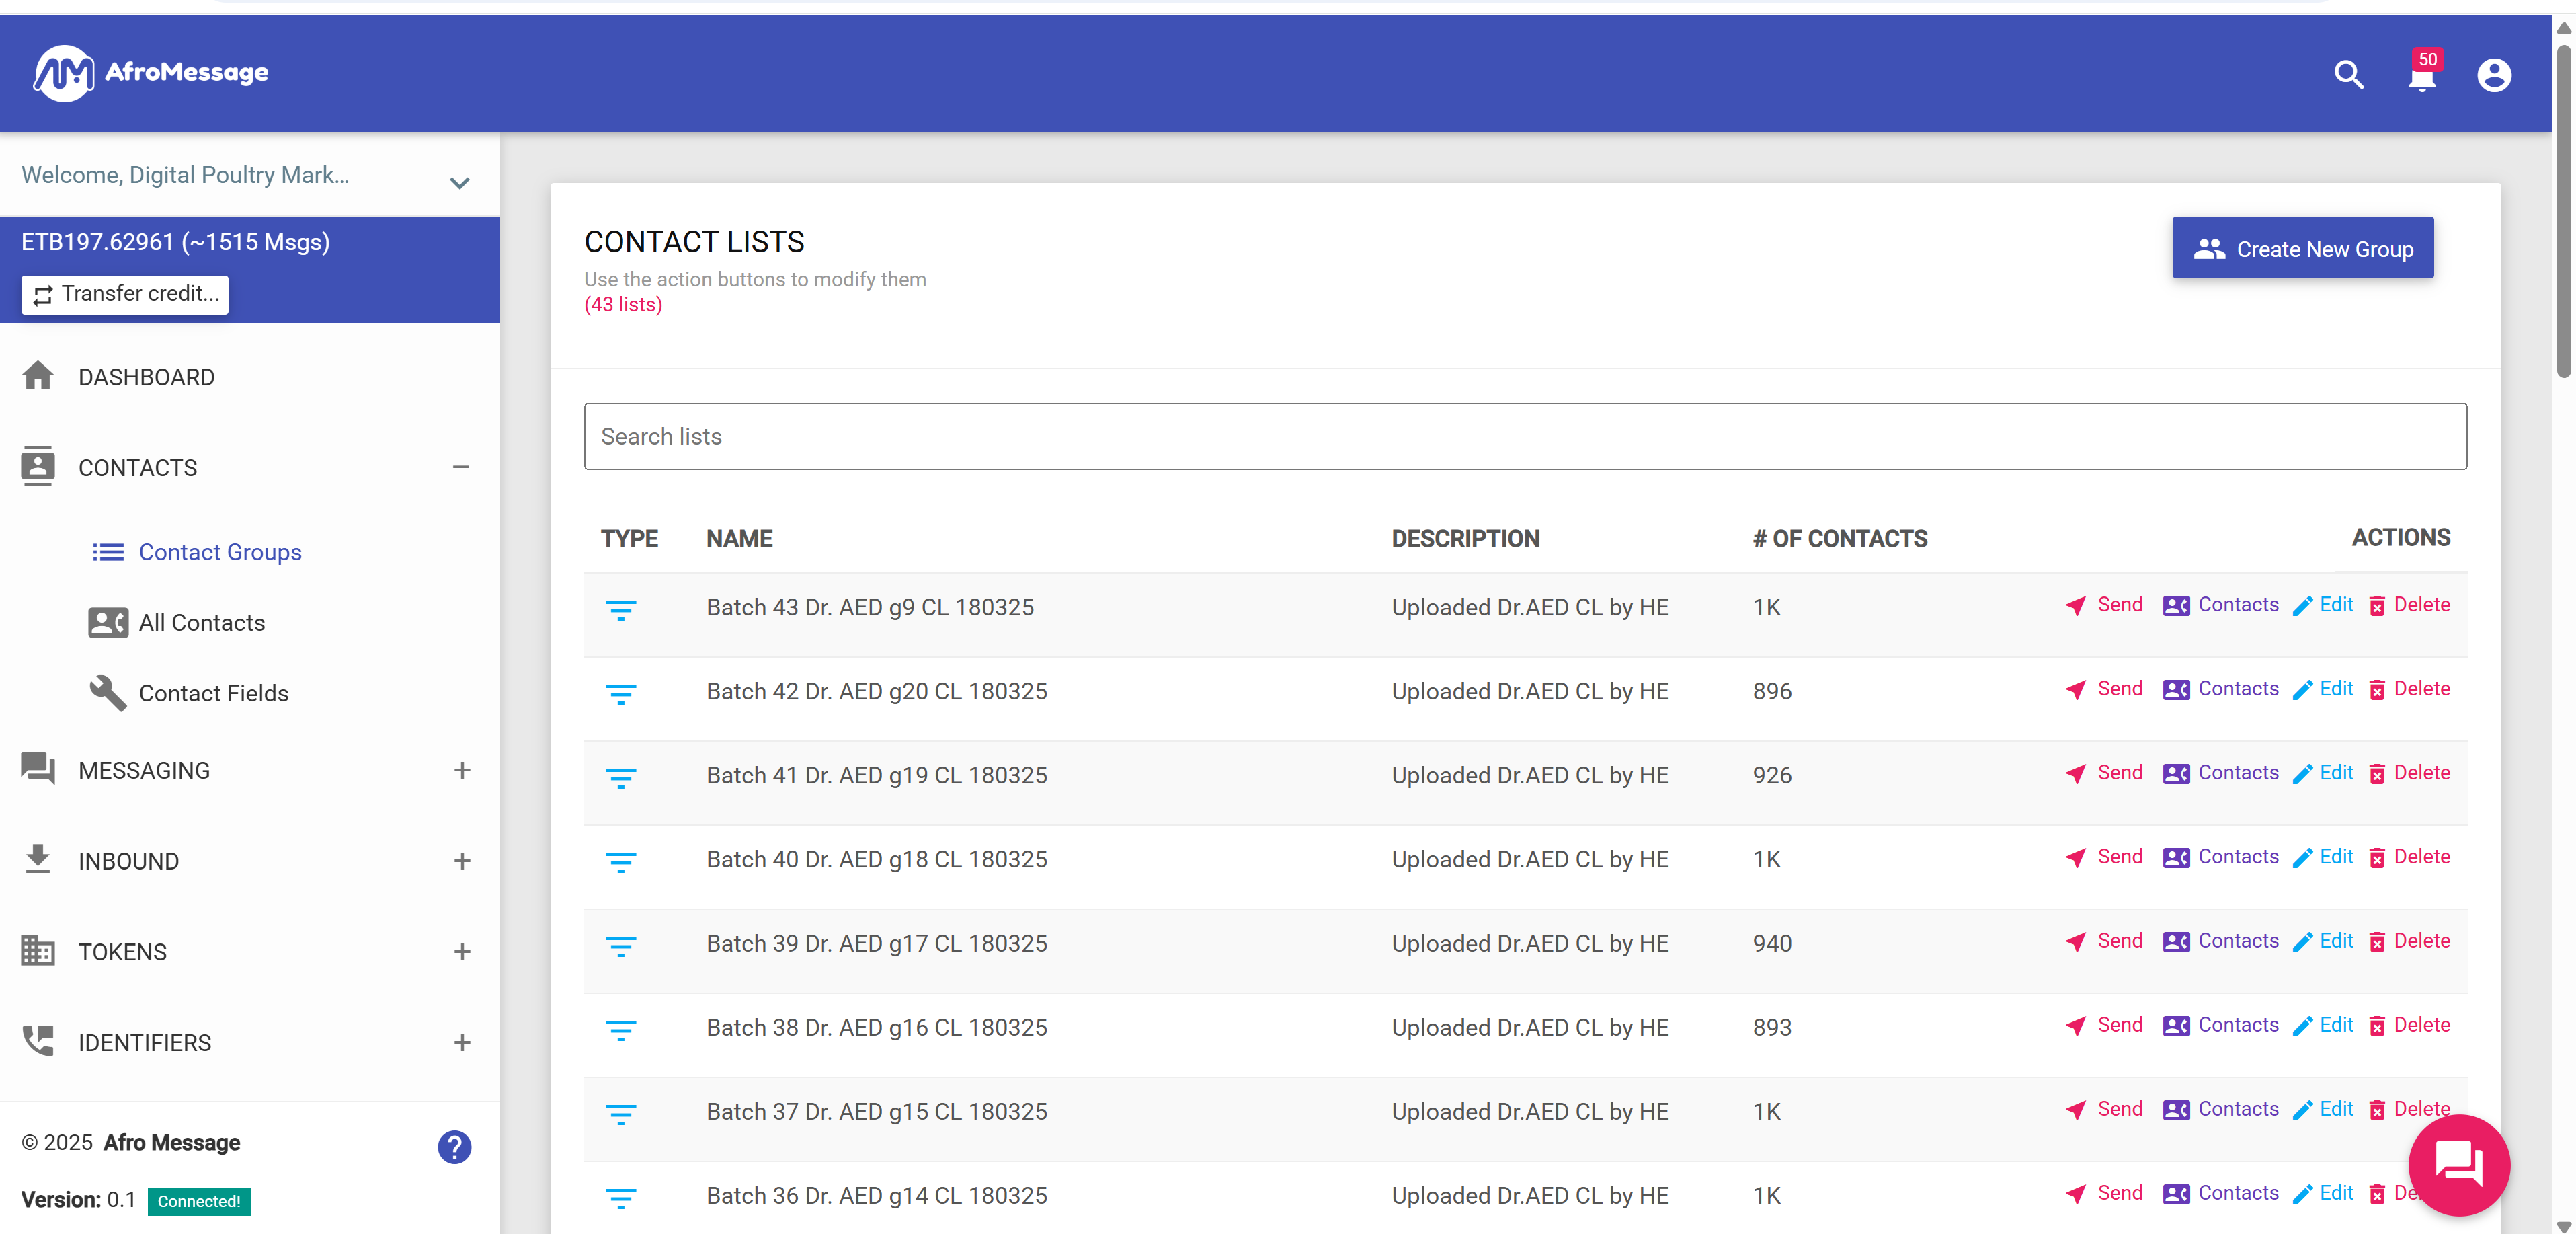 AfroMessage
50
Welcome, Digital Poultry Mark...
ETB197.62961 (~1515 Msgs)
Transfer credit...
DASHBOARD
CONTACTS
Contact Groups
All Contacts
Contact Fields
MESSAGING
INBOUND
TOKENS
IDENTIFIERS
© 2025 Afro Message
Version: 0.1 Connected!
CONTACT LISTS
Use the action buttons to modify them
(43 lists)
Create New Group
Search lists
TYPE NAME DESCRIPTION # OF CONTACTS ACTIONS
Batch 43 Dr. AED g9 CL 180325 Uploaded Dr.AED CL by HE 1K Send Contacts Edit Delete
Batch 42 Dr. AED g20 CL 180325 Uploaded Dr.AED CL by HE 896 Send Contacts Edit Delete
Batch 41 Dr. AED g19 CL 180325 Uploaded Dr.AED CL by HE 926 Send Contacts Edit Delete
Batch 40 Dr. AED g18 CL 180325 Uploaded Dr.AED CL by HE 1K Send Contacts Edit Delete
Batch 39 Dr. AED g17 CL 180325 Uploaded Dr.AED CL by HE 940 Send Contacts Edit Delete
Batch 38 Dr. AED g16 CL 180325 Uploaded Dr.AED CL by HE 893 Send Contacts Edit Delete
Batch 37 Dr. AED g15 CL 180325 Uploaded Dr.AED CL by HE 1K Send Contacts Edit Delete
Batch 36 Dr. AED g14 CL 180325 Uploaded Dr.AED CL by HE 1K Send Contacts Edit